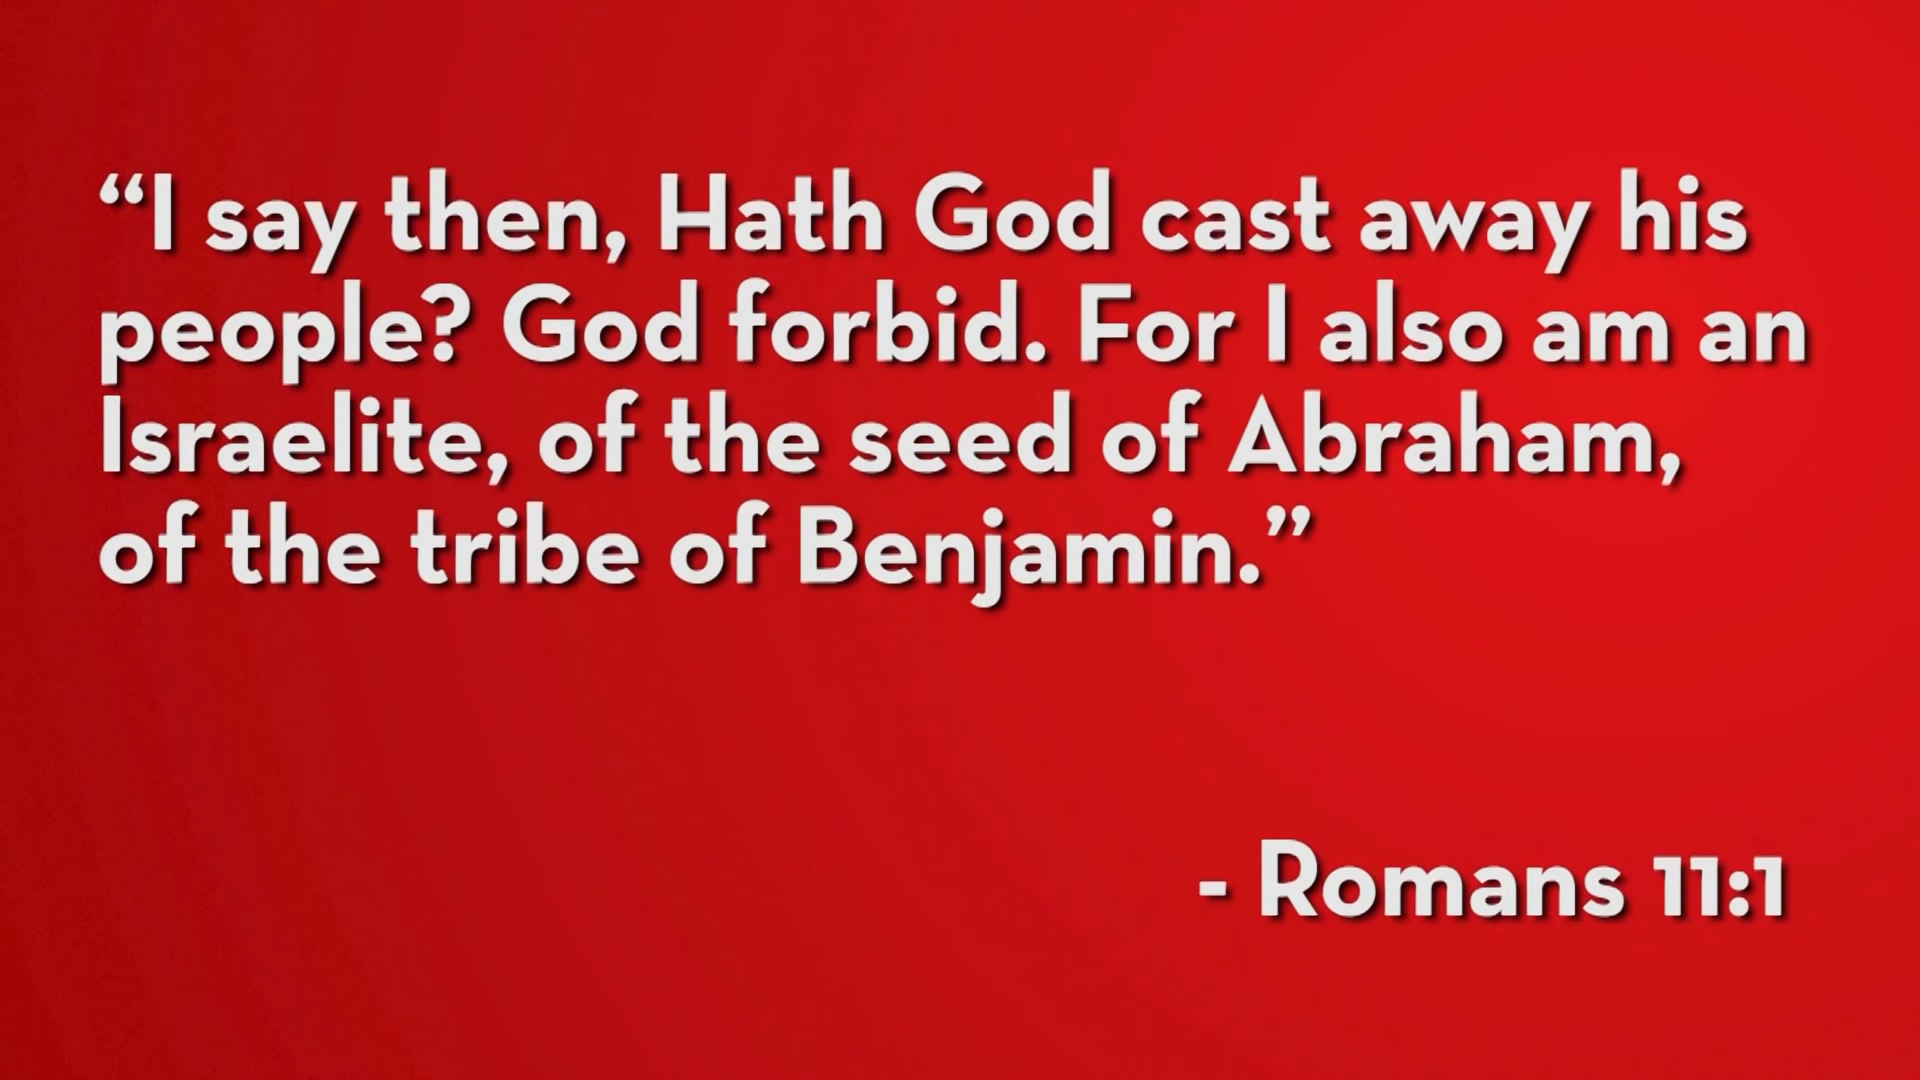 “I say then, Hath God cast away his
people? God forbid. For I also am an
Israelite, of the seed of Abraham,
of the tribe of Benjamin.”
- Romans 11:1